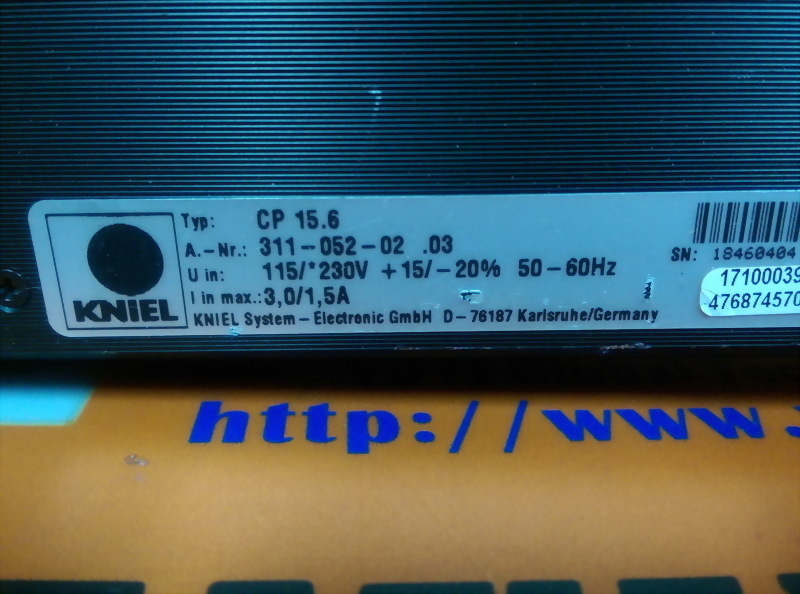 Typ: CP 15.6
A.-Nr.: 311-052-02 .03
U in: 115/*230V +15/-20% 50-60Hz
I in max.: 3,0/1,5A
KNIEL
KNIEL System - Electronic GmbH D-76187 Karlsruhe/Germany
SN: 18460404
17100039
476874570
http://www.